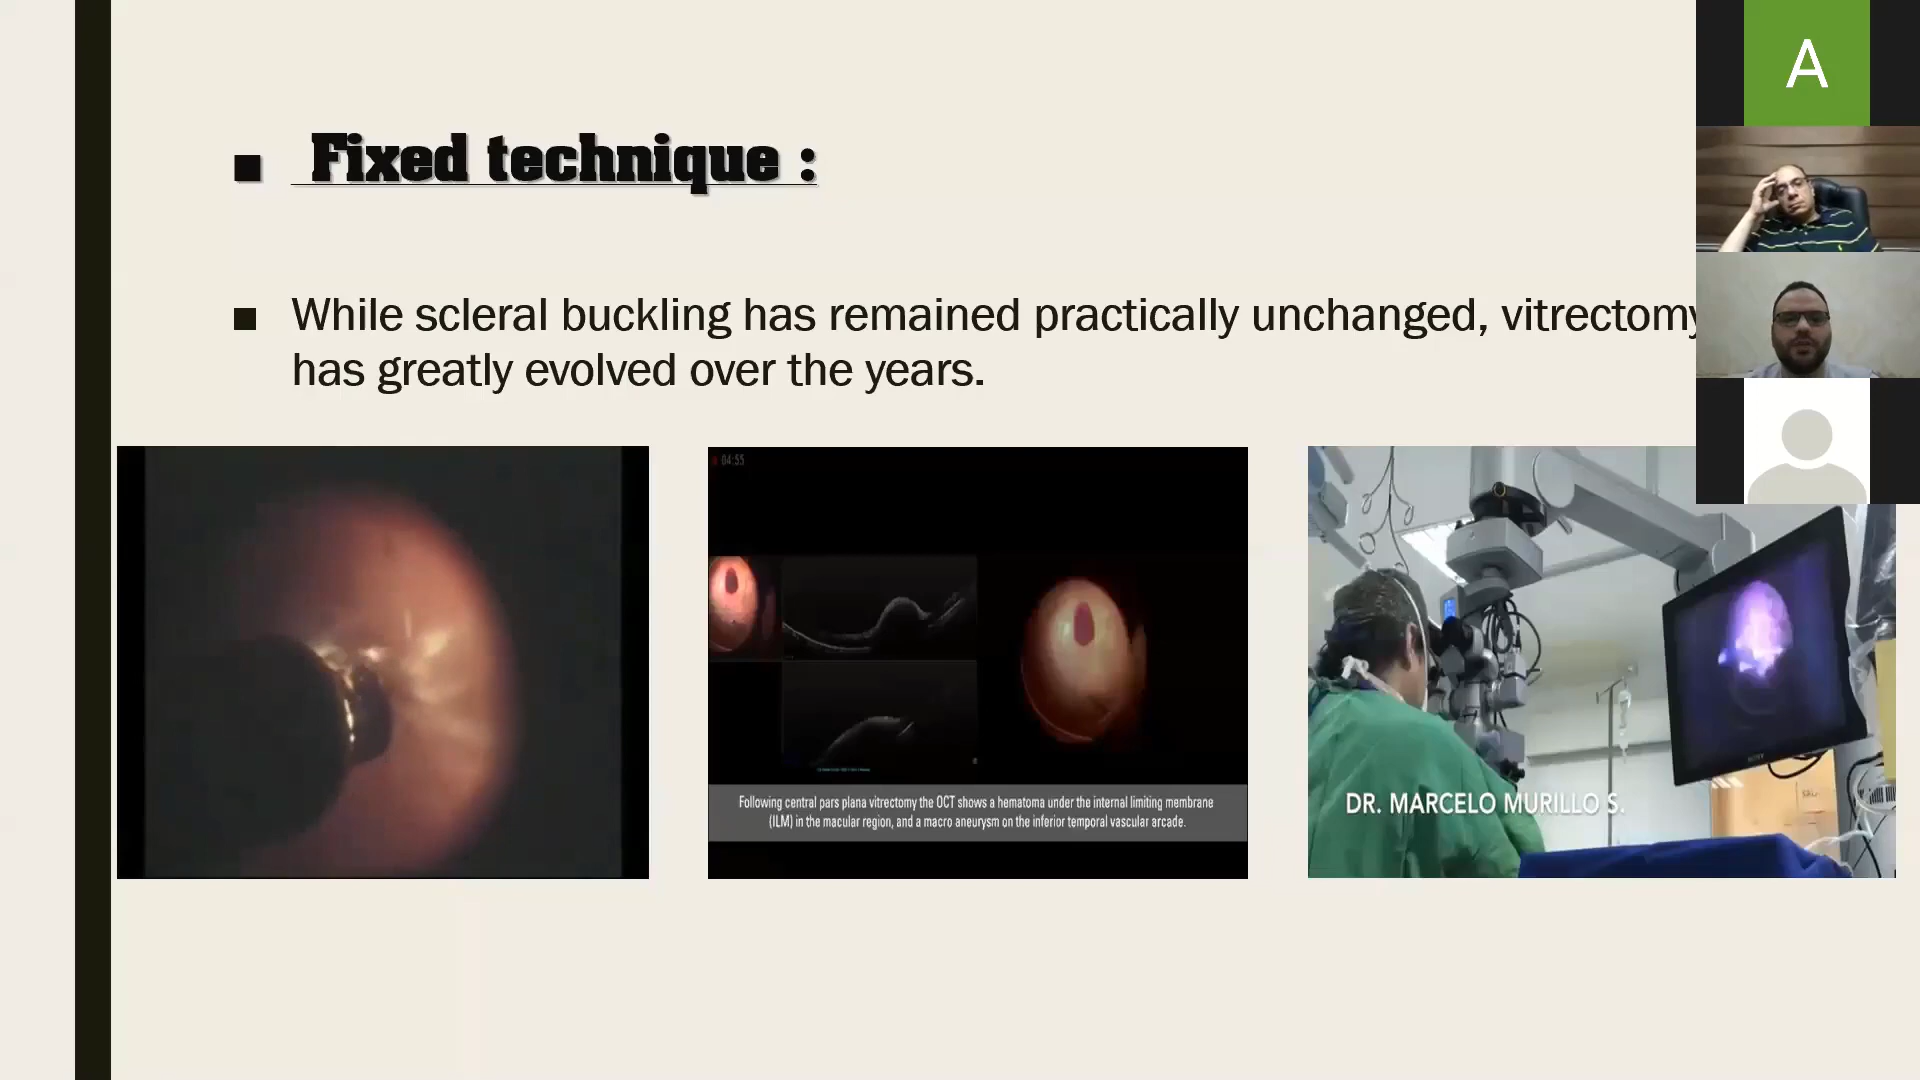 Fixed technique :
While scleral buckling has remained practically unchanged, vitrectomy
has greatly evolved over the years.
04:55
Following central pars plana vitrectomy the OCT shows a hematoma under the internal limiting membrane
(ILM) in the macular region, and a macro aneurysm on the inferior temporal vascular arcade.
SONY
DR. MARCELO MURILLO S.
A